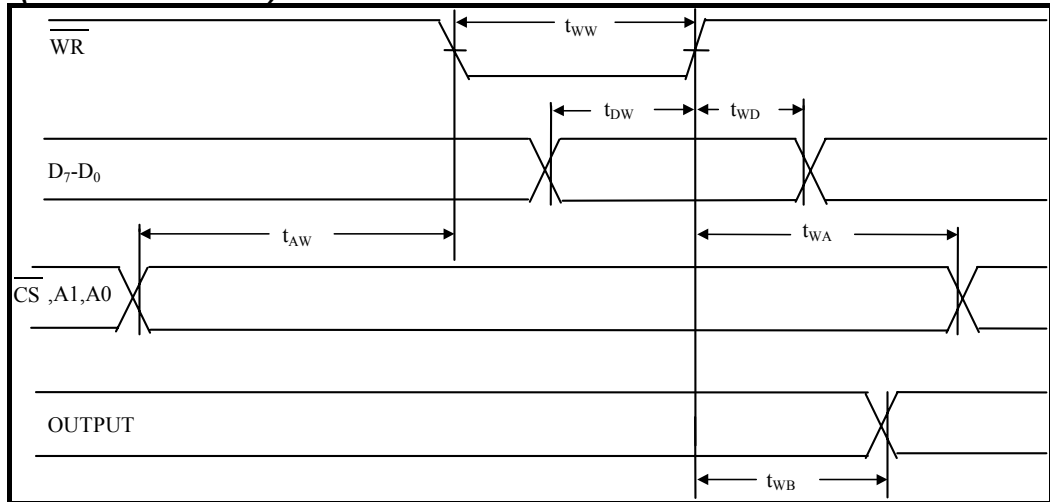 WR
tWW
tDW
tWD
D7-D0
tAW
tWA
CS ,A1,A0
OUTPUT
tWB